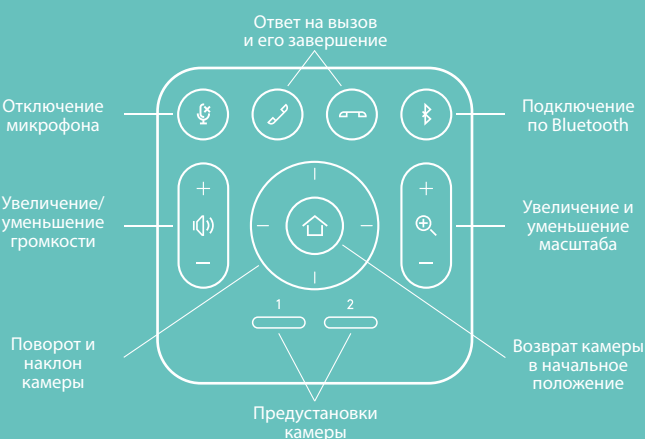 Ответ на вызов
и его завершение
Отключение
микрофона
Подключение
по Bluetooth
Увеличение/
уменьшение
громкости
Увеличение и
уменьшение
масштаба
1
2
Поворот и
наклон
камеры
Возврат камеры
в начальное
положение
Предустановки
камеры